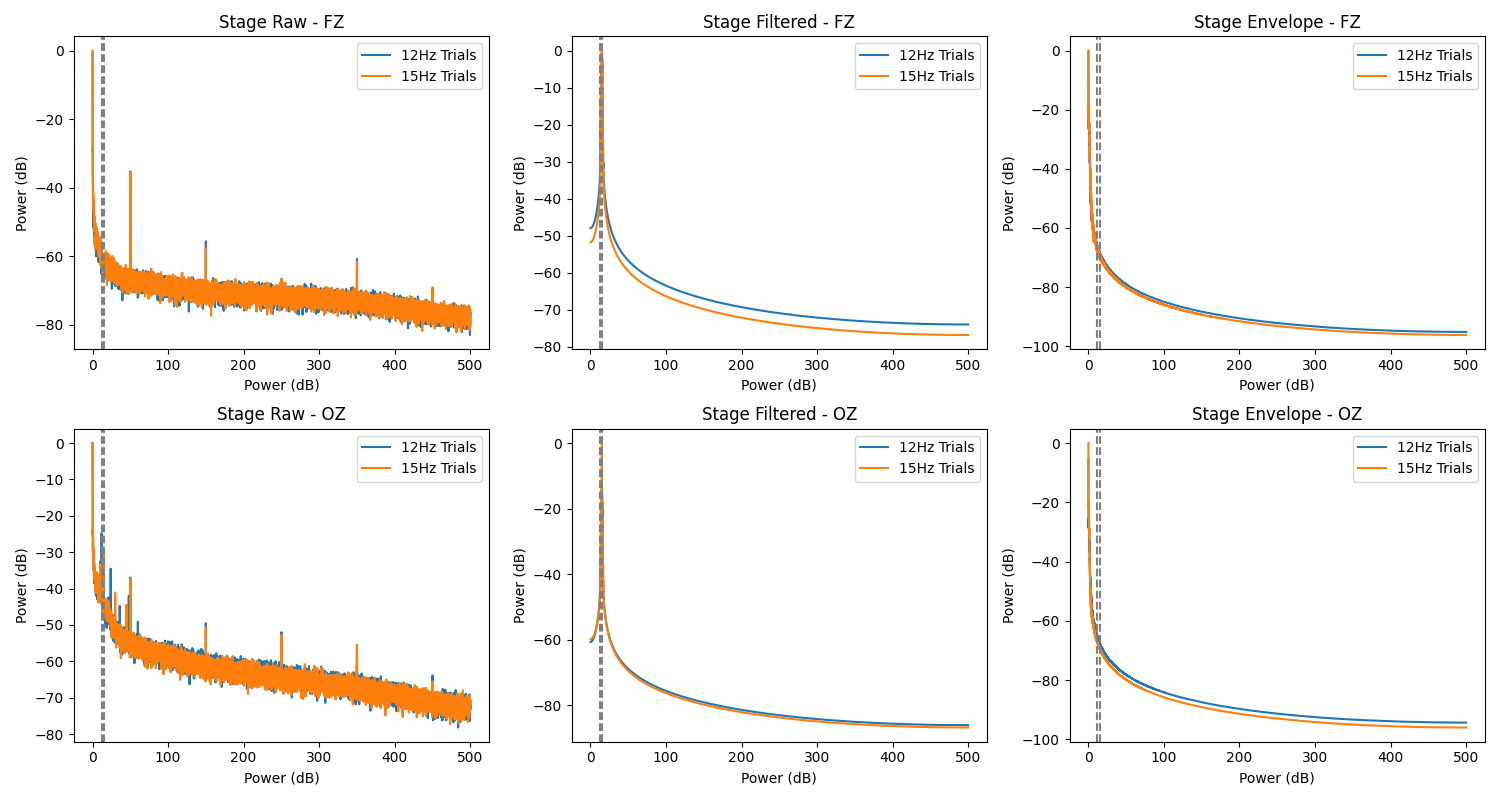 Stage Raw - FZ
Power (dB)
0
−20
−40
−60
−80
12Hz Trials
15Hz Trials
0 100 200 300 400 500
Power (dB)
Stage Filtered - FZ
Power (dB)
0
−10
−20
−30
−40
−50
−60
−70
−80
12Hz Trials
15Hz Trials
0 100 200 300 400 500
Power (dB)
Stage Envelope - FZ
Power (dB)
0
−20
−40
−60
−80
−100
12Hz Trials
15Hz Trials
0 100 200 300 400 500
Power (dB)
Stage Raw - OZ
Power (dB)
0
−10
−20
−30
−40
−50
−60
−70
−80
12Hz Trials
15Hz Trials
0 100 200 300 400 500
Power (dB)
Stage Filtered - OZ
Power (dB)
0
−20
−40
−60
−80
12Hz Trials
15Hz Trials
0 100 200 300 400 500
Power (dB)
Stage Envelope - OZ
Power (dB)
0
−20
−40
−60
−80
−100
12Hz Trials
15Hz Trials
0 100 200 300 400 500
Power (dB)